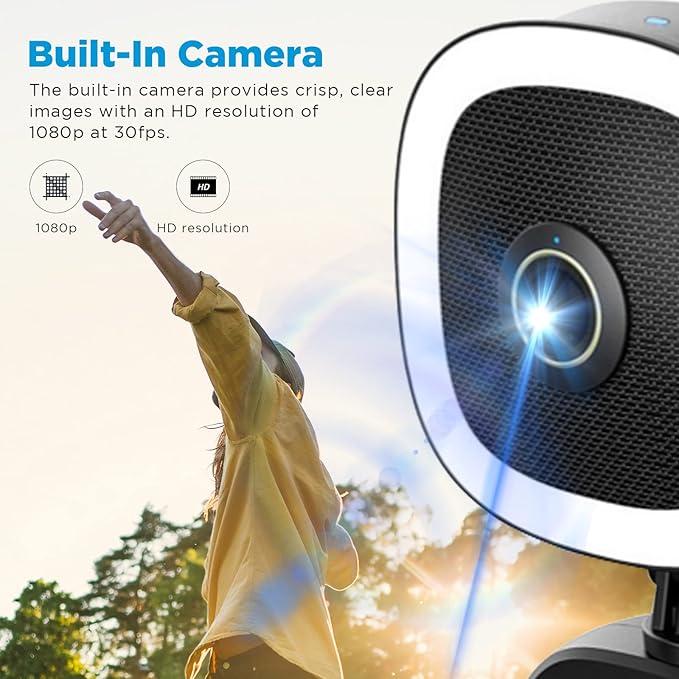 Built-In Camera
The built-in camera provides crisp, clear
images with an HD resolution of
1080p at 30fps.
HD
1080p
HD resolution